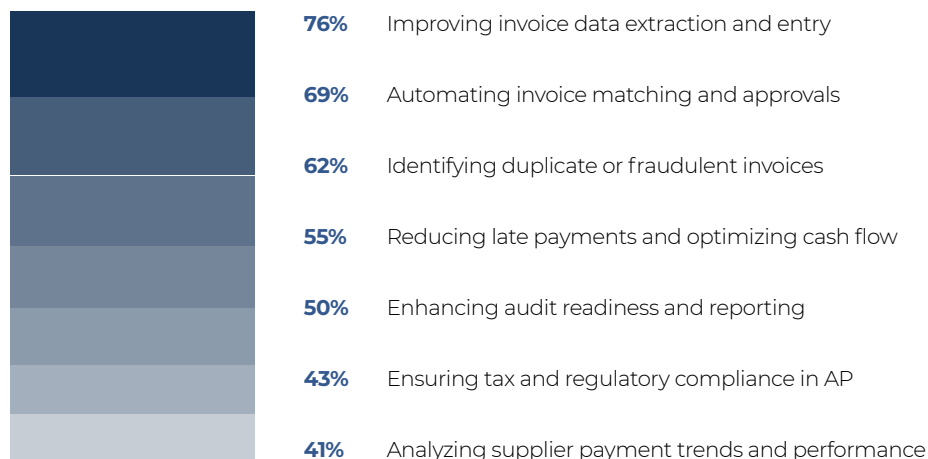 76% Improving invoice data extraction and entry
69% Automating invoice matching and approvals
62% Identifying duplicate or fraudulent invoices
55% Reducing late payments and optimizing cash flow
50% Enhancing audit readiness and reporting
43% Ensuring tax and regulatory compliance in AP
41% Analyzing supplier payment trends and performance